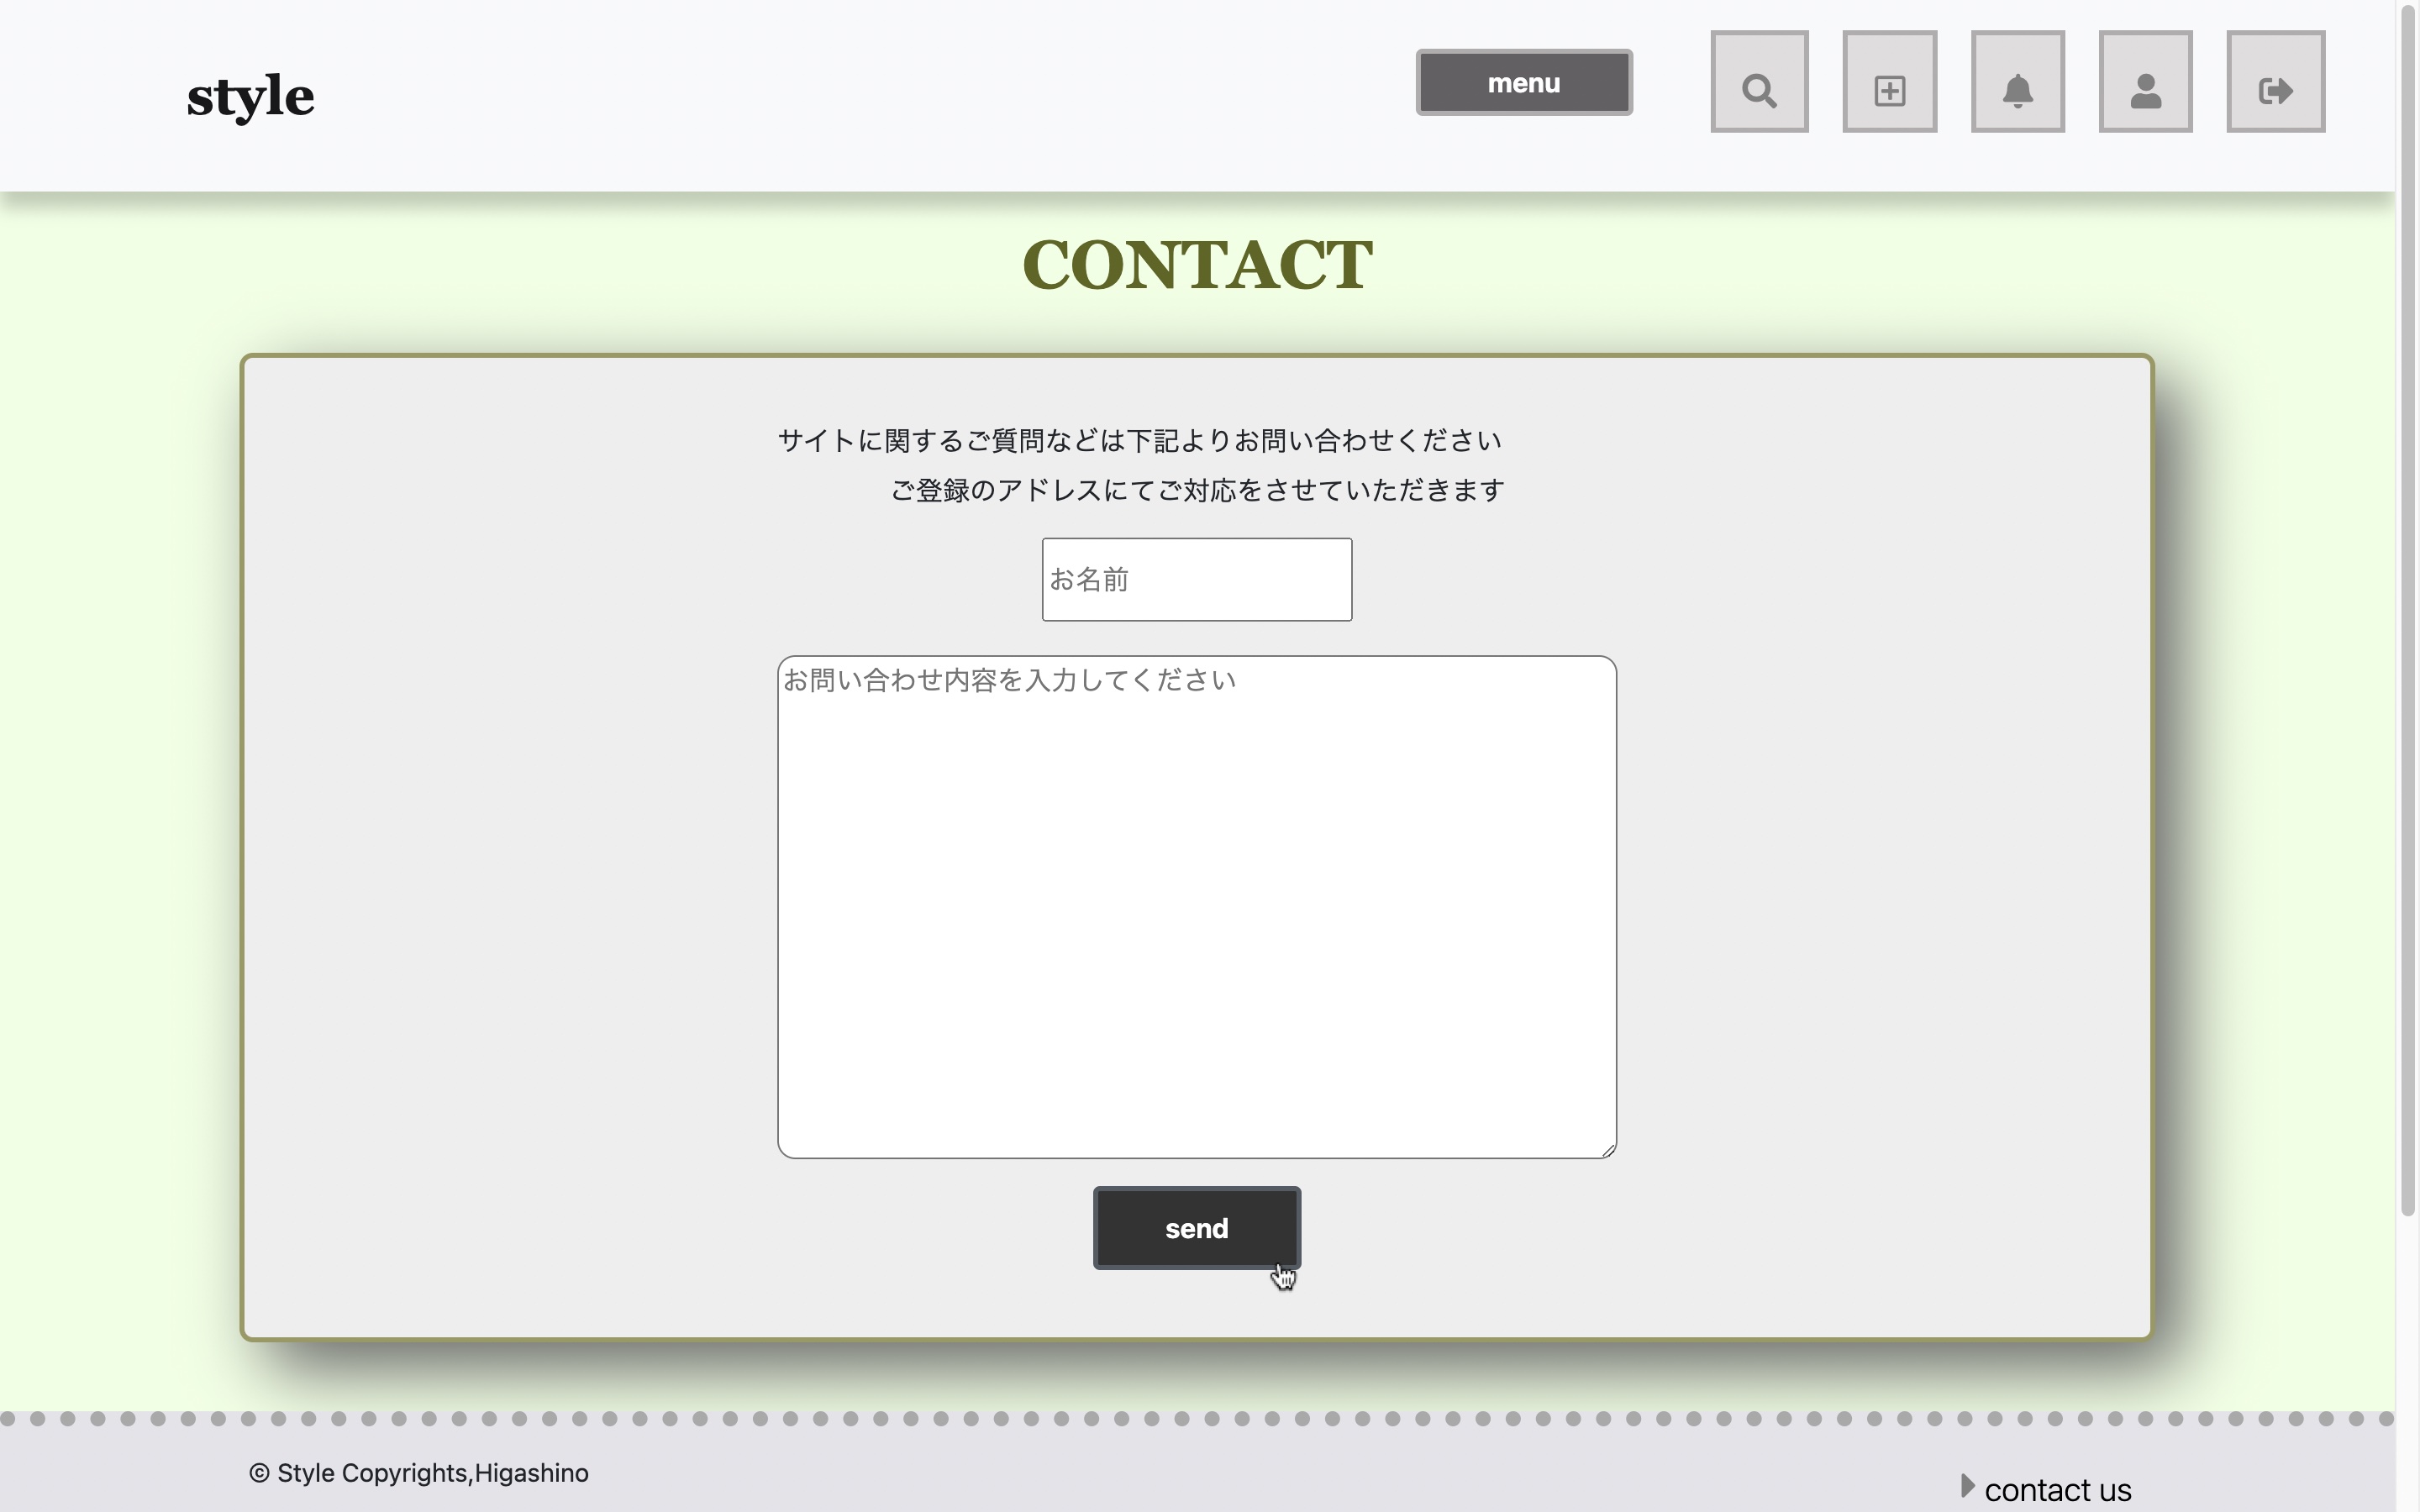 style
menu
CONTACT
サイトに関するご質問などは下記よりお問い合わせください
ご登録のアドレスにてご対応をさせていただきます
お名前
お問い合わせ内容を入力してください
send
© Style Copyrights,Higashino
contact us